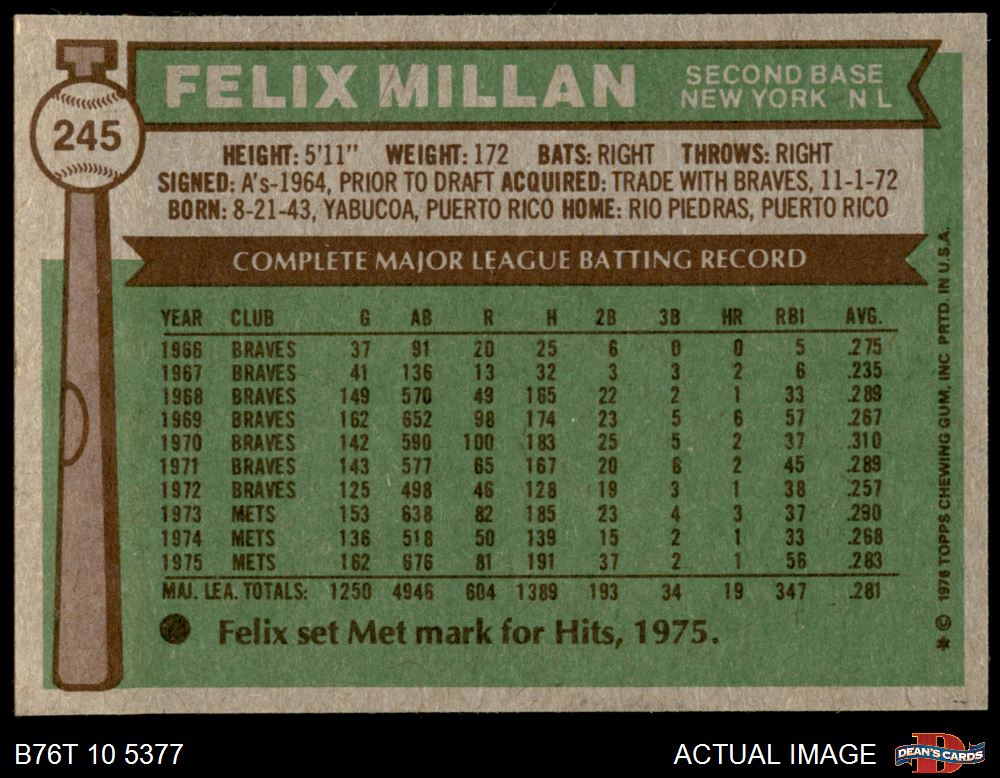 T
245
FELIX MILLAN
SECOND BASE
NEW YORK N L
HEIGHT: 5'11" WEIGHT: 172 BATS: RIGHT THROWS: RIGHT
SIGNED: A's-1964, PRIOR TO DRAFT ACQUIRED: TRADE WITH BRAVES, 11-1-72
BORN: 8-21-43, YABUCOA, PUERTO RICO HOME: RIO PIEDRAS, PUERTO RICO
COMPLETE MAJOR LEAGUE BATTING RECORD
YEAR CLUB G AB R H 2B 3B HR RBI AVG.
1966 BRAVES 37 91 20 25 6 0 0 5 .275
1967 BRAVES 41 136 13 32 3 3 2 6 .235
1968 BRAVES 149 570 49 165 22 2 1 33 .289
1969 BRAVES 162 652 98 174 23 5 6 57 .267
1970 BRAVES 142 590 100 183 25 5 2 37 .310
1971 BRAVES 143 577 65 167 20 6 2 45 .289
1972 BRAVES 125 498 46 128 19 3 1 38 .257
1973 METS 153 638 82 185 23 4 3 37 .290
1974 METS 136 518 50 139 15 2 1 33 .268
1975 METS 162 676 81 191 37 2 1 56 .283
MAJ. LEA. TOTALS: 1250 4946 604 1389 193 34 19 347 .281
Felix set Met mark for Hits, 1975.
* © 1976 TOPPS CHEWING GUM, INC PRTD. IN U.S.A.
B76T 10 5377
ACTUAL IMAGE
DEAN'S CARDS